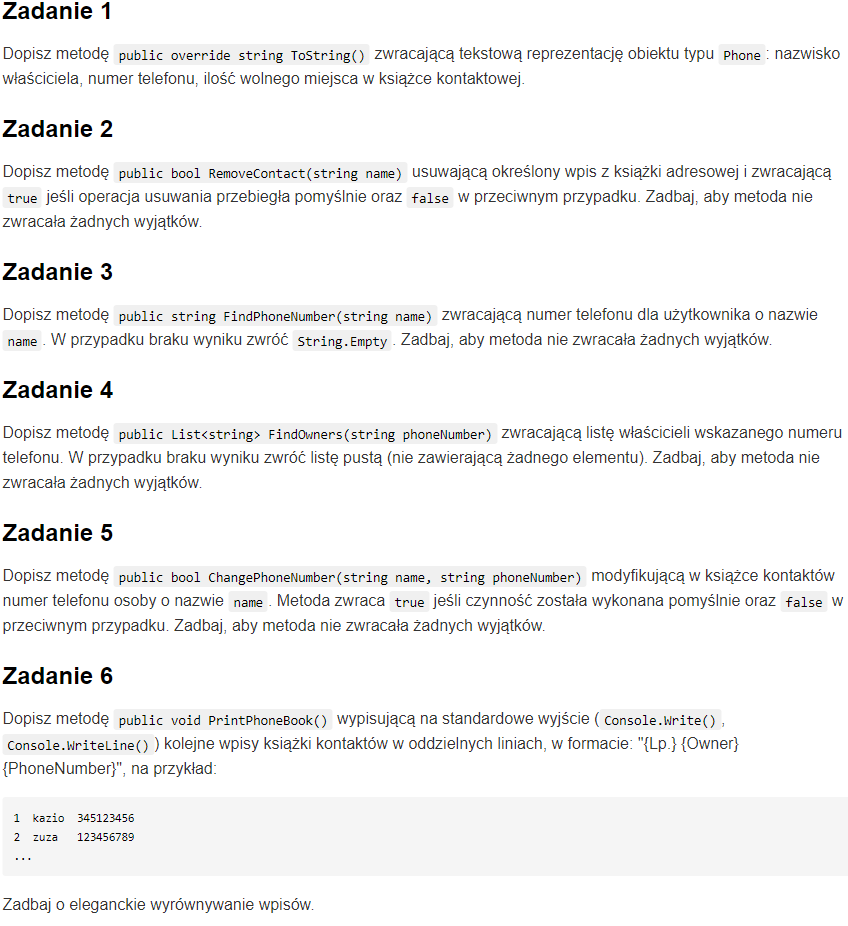 Zadanie 1
Dopisz metodę public override string ToString() zwracającą tekstową reprezentację obiektu typu Phone: nazwisko
właściciela, numer telefonu, ilość wolnego miejsca w książce kontaktowej.
Zadanie 2
Dopisz metodę public bool RemoveContact(string name) usuwającą określony wpis z książki adresowej i zwracającą
true jeśli operacja usuwania przebiegła pomyślnie oraz false w przeciwnym przypadku. Zadbaj, aby metoda nie
zwracała żadnych wyjątków.
Zadanie 3
Dopisz metodę public string FindPhoneNumber(string name) zwracającą numer telefonu dla użytkownika o nazwie
name. W przypadku braku wyniku zwróć String.Empty. Zadbaj, aby metoda nie zwracała żadnych wyjątków.
Zadanie 4
Dopisz metodę public List<string> FindOwners(string phoneNumber) zwracającą listę właścicieli wskazanego numeru
telefonu. W przypadku braku wyniku zwróć listę pustą (nie zawierającą żadnego elementu). Zadbaj, aby metoda nie
zwracała żadnych wyjątków.
Zadanie 5
Dopisz metodę public bool ChangePhoneNumber(string name, string phoneNumber) modyfikującą w książce kontaktów
numer telefonu osoby o nazwie name. Metoda zwraca true jeśli czynność została wykonana pomyślnie oraz false w
przeciwnym przypadku. Zadbaj, aby metoda nie zwracała żadnych wyjątków.
Zadanie 6
Dopisz metodę public void PrintPhoneBook() wypisującą na standardowe wyjście (Console.Write(),
Console.WriteLine()) kolejne wpisy książki kontaktów w oddzielnych liniach, w formacie: "{Lp.} {Owner}
{PhoneNumber}", na przykład:
1 kazio 345123456
2 zuza 123456789
...
Zadbaj o eleganckie wyrównywanie wpisów.